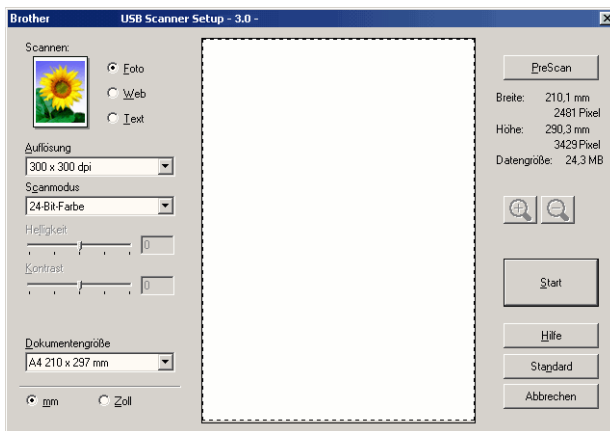 Brother USB Scanner Setup - 3.0 -
Scannen:
Foto
Web
Text
Auflösung
300 x 300 dpi
Scanmodus
24-Bit-Farbe
Helligkeit
0
Kontrast
0
Dokumentengröße
A4 210 x 297 mm
mm Zoll
PreScan
Breite: 210,1 mm
2481 Pixel
Höhe: 290,3 mm
3429 Pixel
Datengröße: 24,3 MB
Start
Hilfe
Standard
Abbrechen